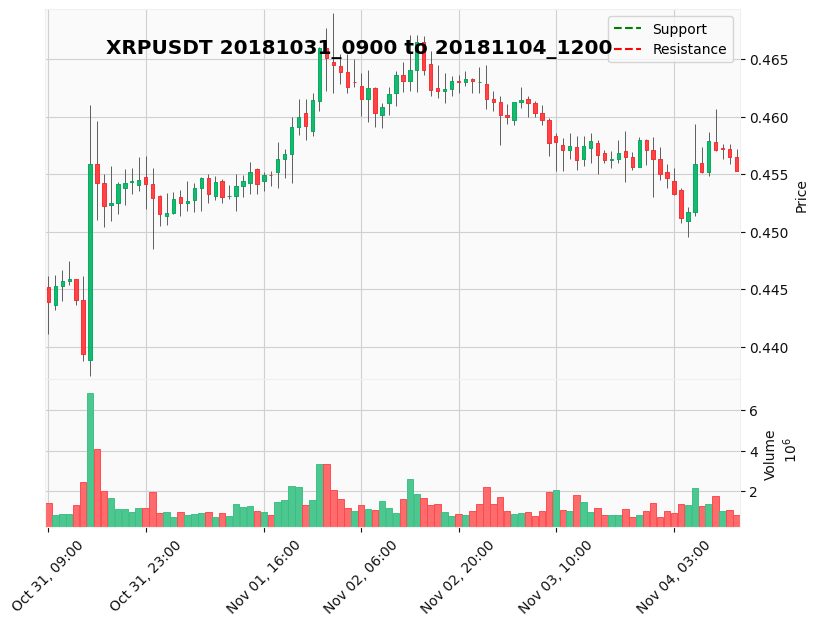 XRPUSDT 20181031_0900 to 20181104_1200
Support
Resistance
0.465
0.460
0.455
0.450
0.445
0.440
Price
6
4
2
Volume
10^6
Oct 31, 09:00
Oct 31, 23:00
Nov 01, 16:00
Nov 02, 06:00
Nov 02, 20:00
Nov 03, 10:00
Nov 04, 03:00